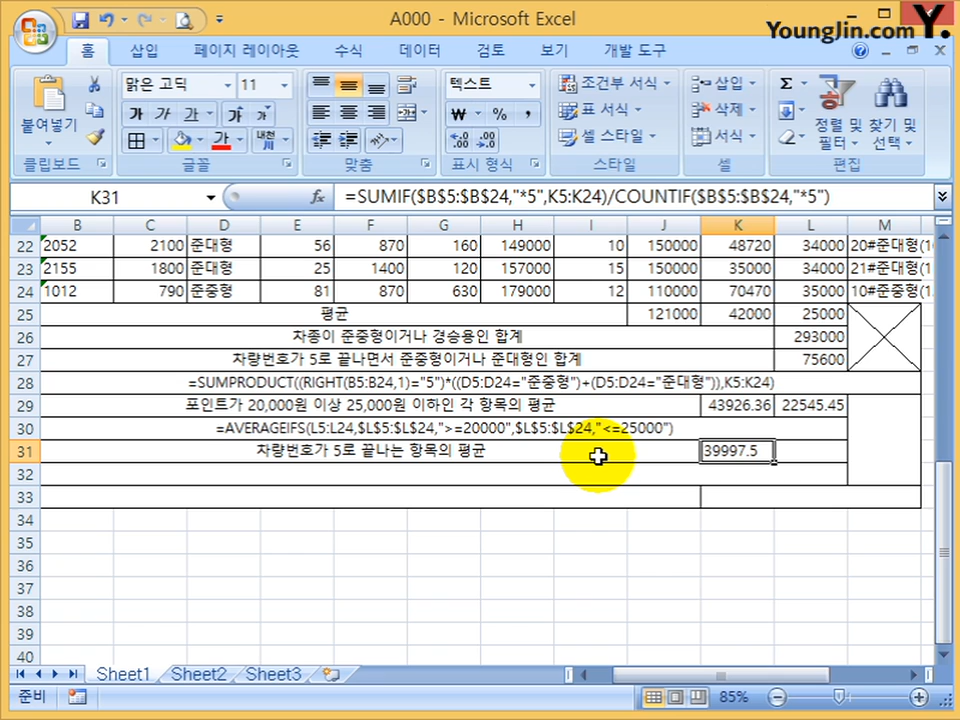 A000 - Microsoft Excel
YoungJin.com Y.
홈 삽입 페이지 레이아웃 수식 데이터 검토 보기 개발 도구
붙여넣기
클립보드
맑은 고딕 11
가 가 가 가 가
가 내천
글꼴
맞춤
텍스트
₩ % ,
표시 형식
조건부 서식
표 서식
셀 스타일
스타일
삽입
삭제
서식
셀
Σ
정렬 및 필터
찾기 및 선택
편집
K31 fx =SUMIF($B$5:$B$24,"*5",K5:K24)/COUNTIF($B$5:$B$24,"*5")
B C D E F G H I J K L M
22 2052 2100 준대형 56 870 160 149000 10 150000 48720 34000 20#준대형(1
23 2155 1800 준대형 25 1400 120 157000 15 150000 35000 34000 21#준대형(1
24 1012 790 준중형 81 870 630 179000 12 110000 70470 35000 10#준중형(1
25 평균 121000 42000 25000
26 차종이 준중형이거나 경승용인 합계 293000
27 차량번호가 5로 끝나면서 준중형이거나 준대형인 합계 75600
28 =SUMPRODUCT((RIGHT(B5:B24,1)="5")*((D5:D24="준중형")+(D5:D24="준대형")),K5:K24)
29 포인트가 20,000원 이상 25,000원 이하인 각 항목의 평균 43926.36 22545.45
30 =AVERAGEIFS(L5:L24,$L$5:$L$24,">=20000",$L$5:$L$24,"<=25000")
31 차량번호가 5로 끝나는 항목의 평균 39997.5
32
33
34
35
36
37
38
39
40
Sheet1 Sheet2 Sheet3
준비 85%